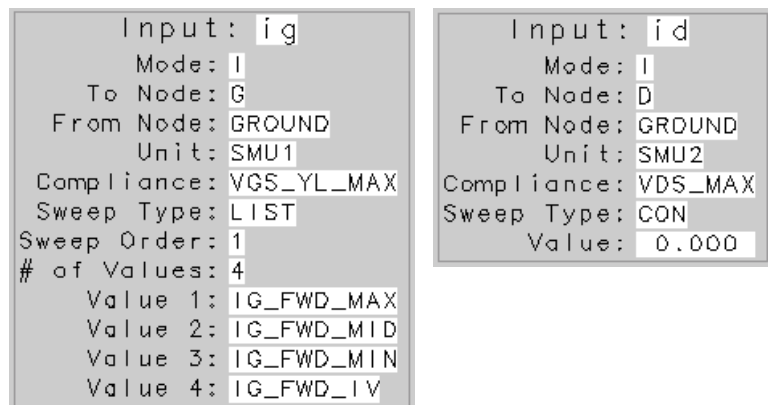 Input: ig
Mode: I
To Node: G
From Node: GROUND
Unit: SMU1
Compliance: VGS_YL_MAX
Sweep Type: LIST
Sweep Order: 1
# of Values: 4
Value 1: IG_FWD_MAX
Value 2: IG_FWD_MID
Value 3: IG_FWD_MIN
Value 4: IG_FWD_IV
Input: id
Mode: I
To Node: D
From Node: GROUND
Unit: SMU2
Compliance: VDS_MAX
Sweep Type: CON
Value: 0.000